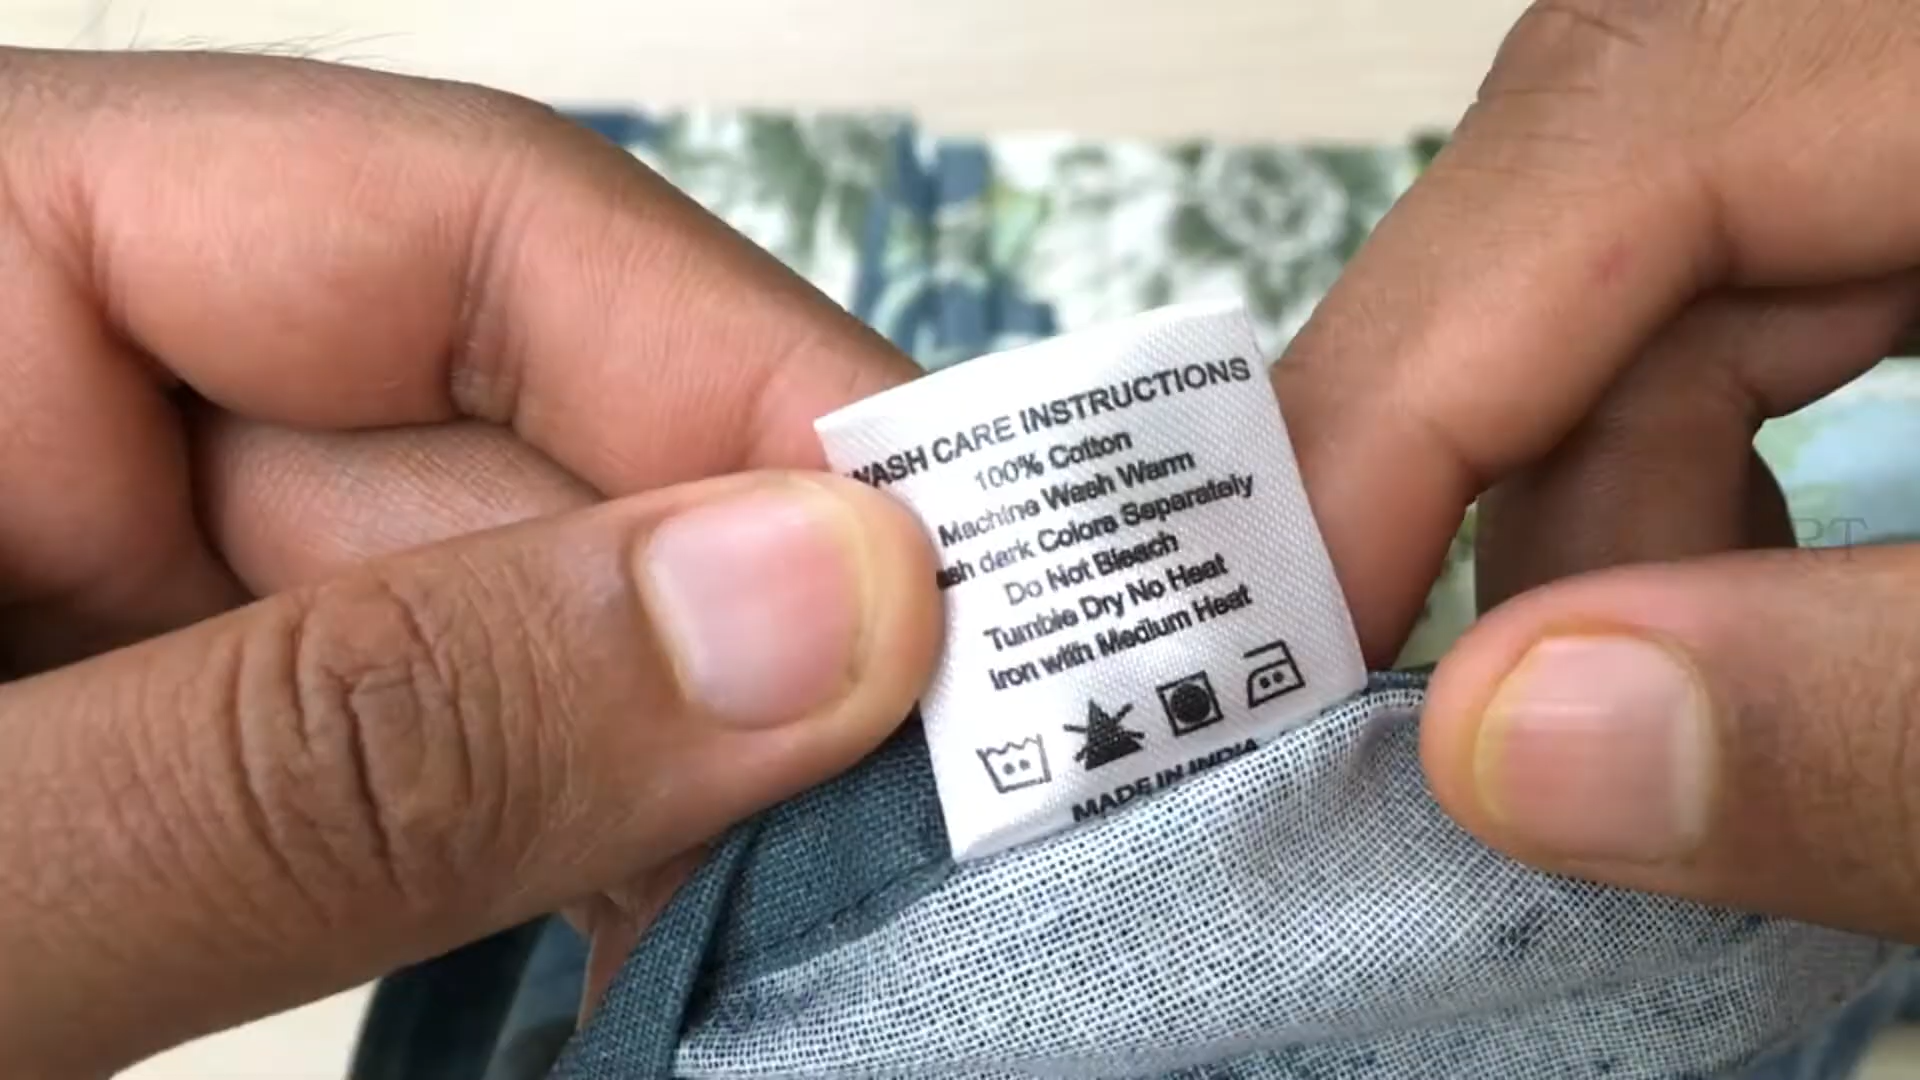 WASH CARE INSTRUCTIONS
100% Cotton
Machine Wash Warm
dark Colors Separately
Do Not Bleach
Tumble Dry No Heat
Iron with Medium Heat
MADE IN INDIA